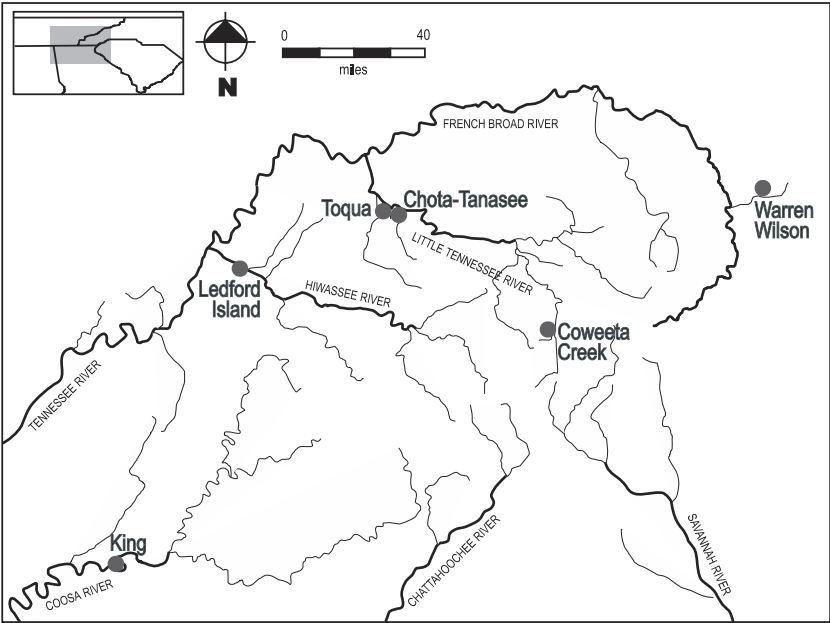 0 40
miles
N
FRENCH BROAD RIVER
Toqua
Chota-Tanasee
Warren
Wilson
LITTLE TENNESSEE RIVER
Ledford
Island
HIWASSEE RIVER
Coweeta
Creek
TENNESSEE RIVER
King
COOSA RIVER
CHATTAHOOCHEE RIVER
SAVANNAH RIVER